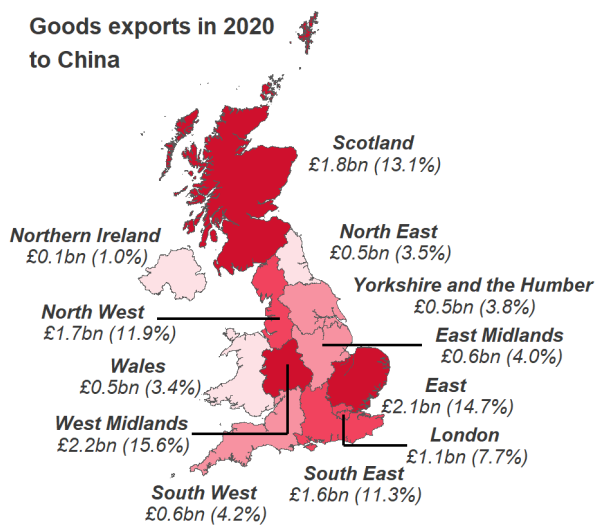 Goods exports in 2020
to China
Scotland
£1.8bn (13.1%)
Northern Ireland
£0.1bn (1.0%)
North East
£0.5bn (3.5%)
Yorkshire and the Humber
£0.5bn (3.8%)
North West
£1.7bn (11.9%)
East Midlands
£0.6bn (4.0%)
Wales
£0.5bn (3.4%)
East
£2.1bn (14.7%)
West Midlands
£2.2bn (15.6%)
London
£1.1bn (7.7%)
South East
£1.6bn (11.3%)
South West
£0.6bn (4.2%)